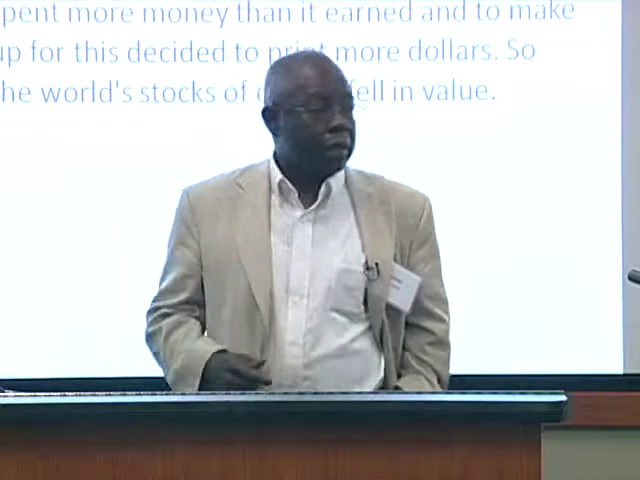 pent more money than it earned and to make
up for this decided to print more dollars. So
he world's stocks of fell in value.